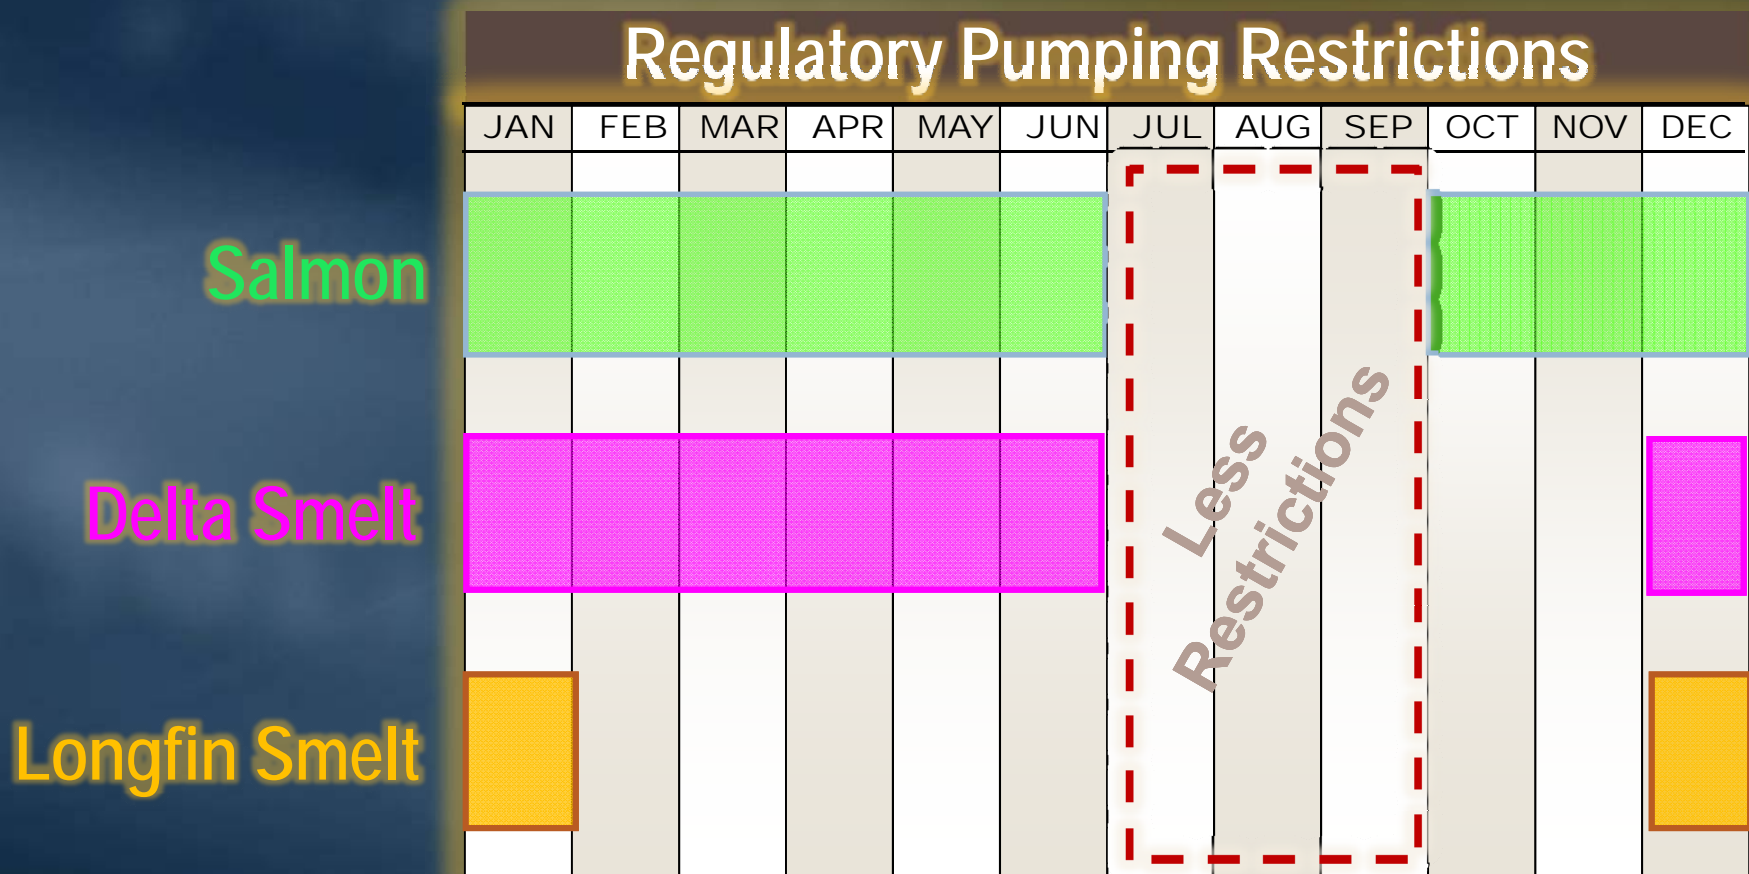 Regulatory Pumping Restrictions
JAN FEB MAR APR MAY JUN JUL AUG SEP OCT NOV DEC
Salmon
Delta Smelt
Longfin Smelt
Less
Restrictions